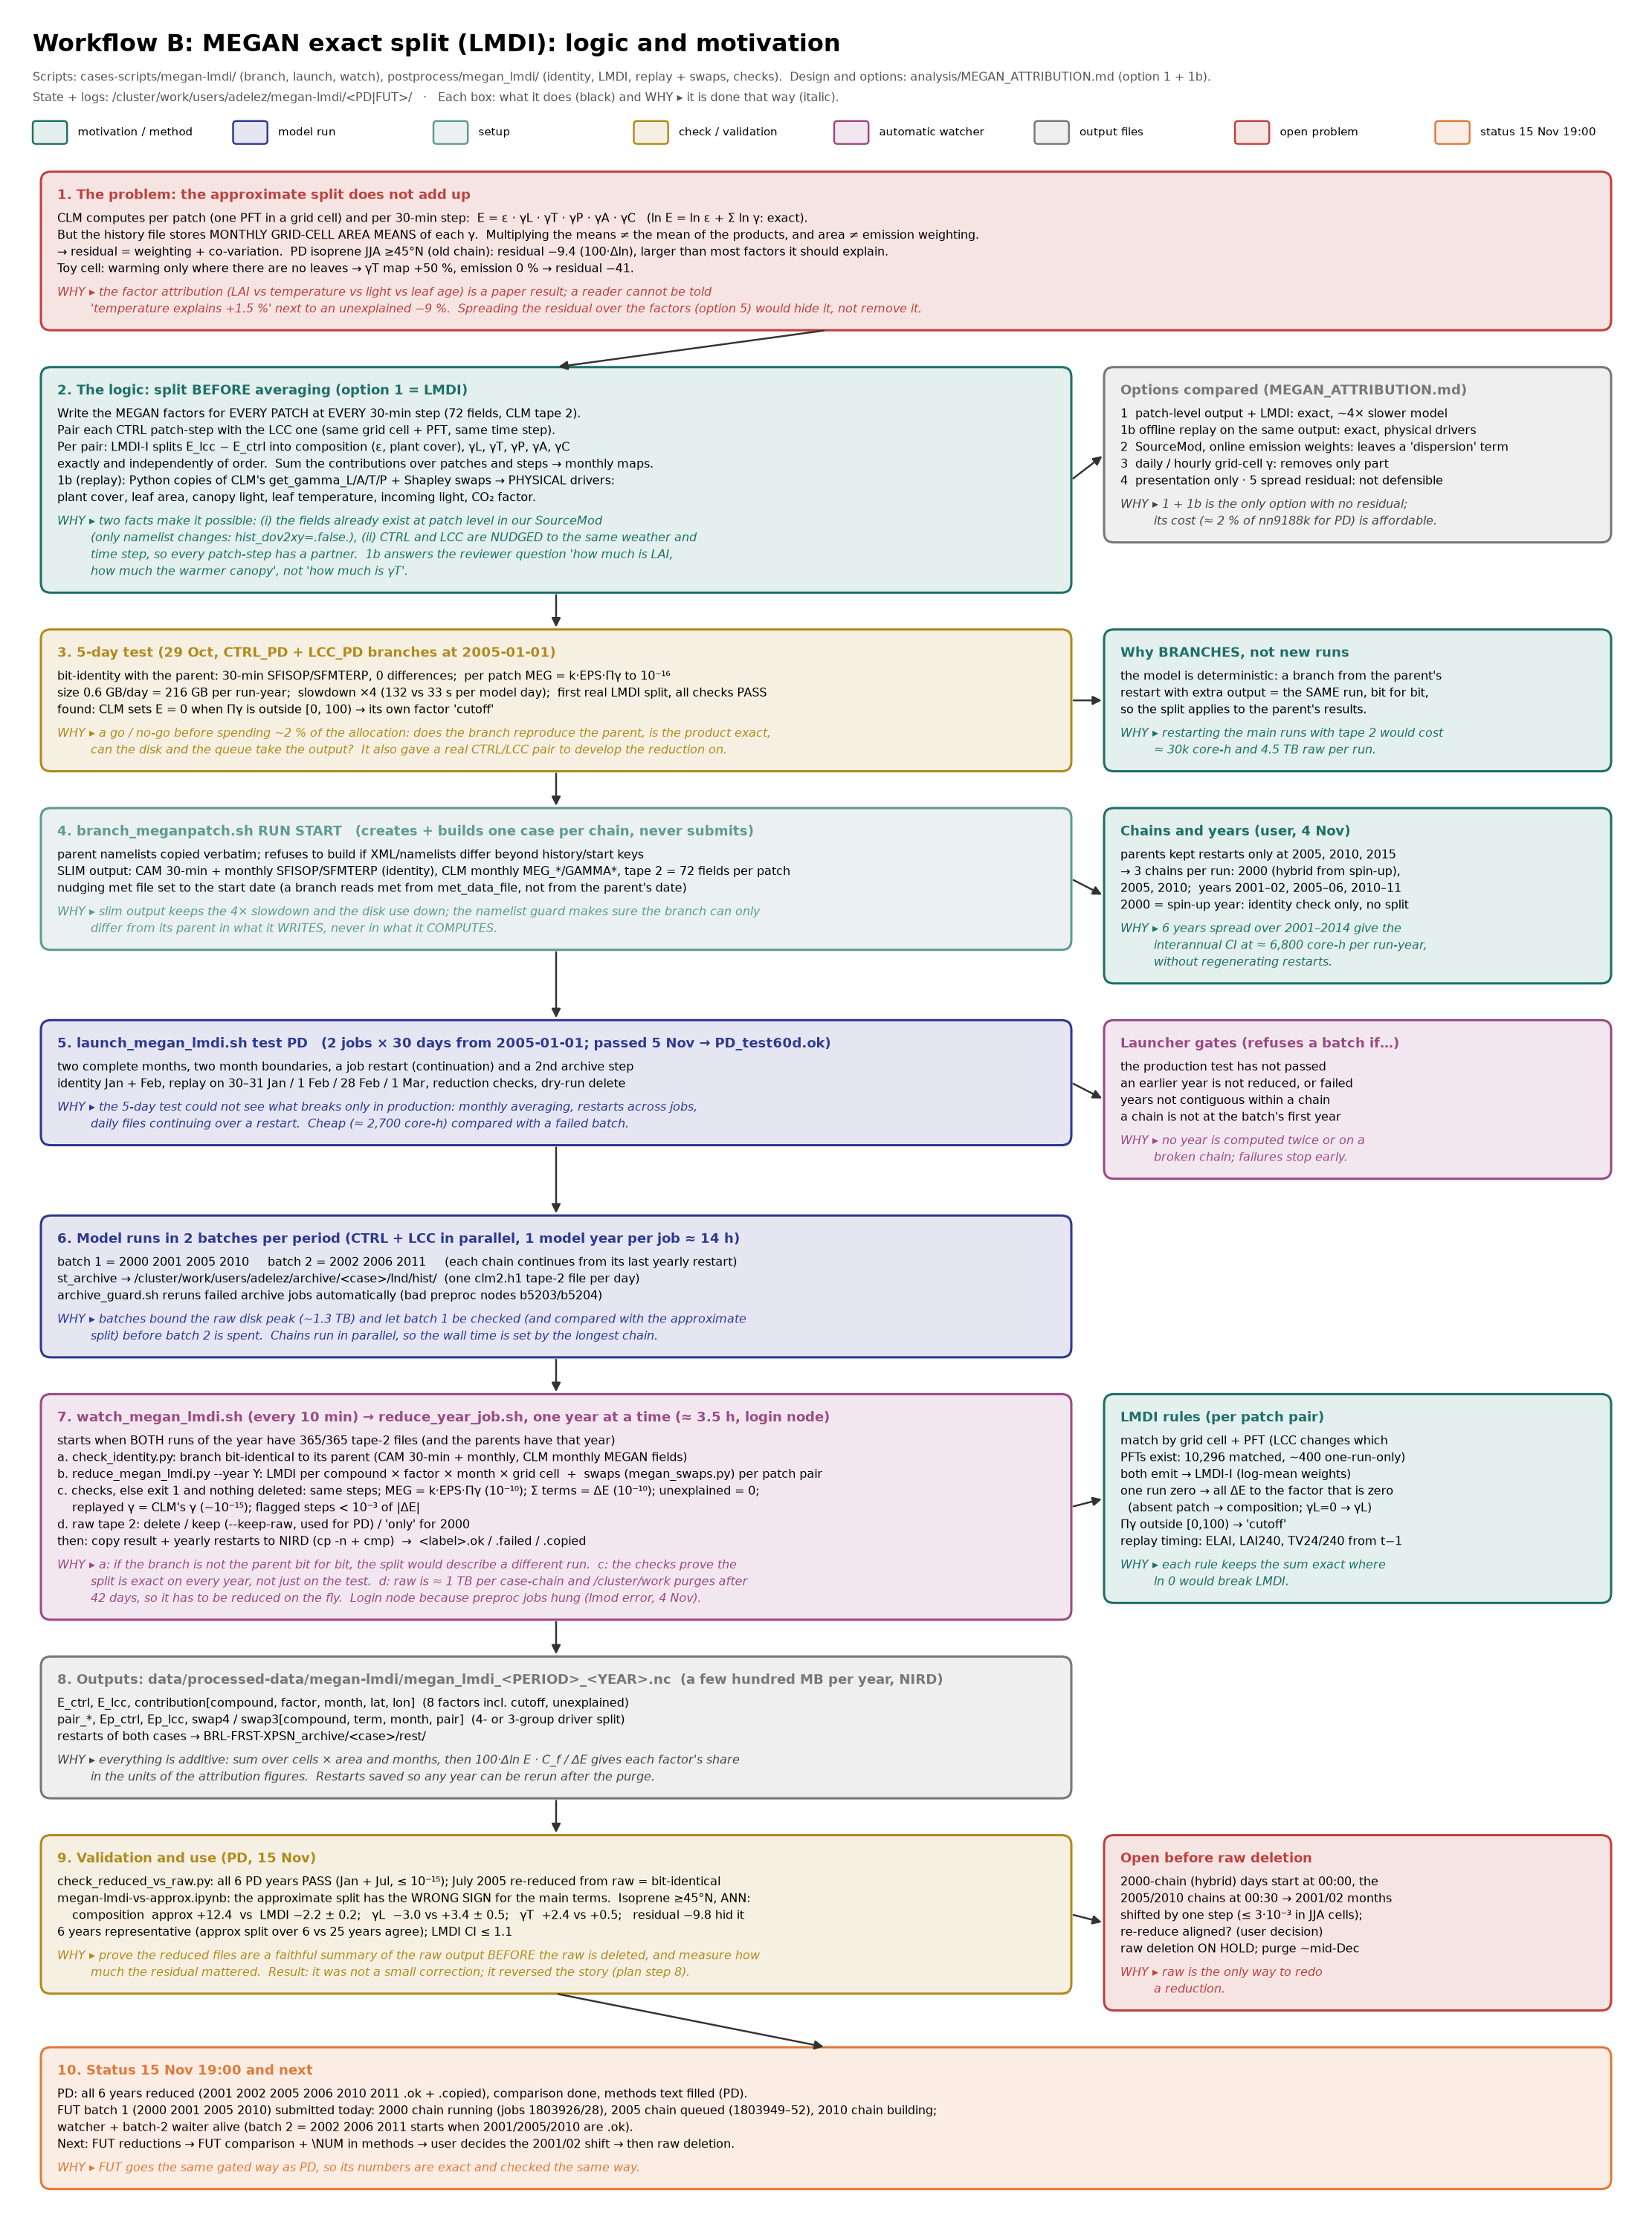 Workflow B: MEGAN exact split (LMDI): logic and motivation
Scripts: cases-scripts/megan-lmdi/ (branch, launch, watch), postprocess/megan_lmdi/ (identity, LMDI, replay + swaps, checks).  Design and options: analysis/MEGAN_ATTRIBUTION.md (option 1 + 1b).
State + logs: /cluster/work/users/adelez/megan-lmdi/<PD|FUT>/   ·   Each box: what it does (black) and WHY ▸ it is done that way (italic).
motivation / method
model run
setup
check / validation
automatic watcher
output files
open problem
status 15 Nov 19:00
1. The problem: the approximate split does not add up
CLM computes per patch (one PFT in a grid cell) and per 30-min step:  E = ε · γL · γT · γP · γA · γC   (ln E = ln ε + Σ ln γ: exact).
But the history file stores MONTHLY GRID-CELL AREA MEANS of each γ.  Multiplying the means ≠ the mean of the products, and area ≠ emission weighting.
→ residual = weighting + co-variation.  PD isoprene JJA ≥45°N (old chain): residual −9.4 (100·Δln), larger than most factors it should explain.
Toy cell: warming only where there are no leaves → γT map +50 %, emission 0 % → residual −41.
WHY ▸ the factor attribution (LAI vs temperature vs light vs leaf age) is a paper result; a reader cannot be told
'temperature explains +1.5 %' next to an unexplained −9 %.  Spreading the residual over the factors (option 5) would hide it, not remove it.
2. The logic: split BEFORE averaging (option 1 = LMDI)
Write the MEGAN factors for EVERY PATCH at EVERY 30-min step (72 fields, CLM tape 2).
Pair each CTRL patch-step with the LCC one (same grid cell + PFT, same time step).
Per pair: LMDI-I splits E_lcc − E_ctrl into composition (ε, plant cover), γL, γT, γP, γA, γC
exactly and independently of order.  Sum the contributions over patches and steps → monthly maps.
1b (replay): Python copies of CLM's get_gamma_L/A/T/P + Shapley swaps → PHYSICAL drivers:
plant cover, leaf area, canopy light, leaf temperature, incoming light, CO₂ factor.
WHY ▸ two facts make it possible: (i) the fields already exist at patch level in our SourceMod
(only namelist changes: hist_dov2xy=.false.), (ii) CTRL and LCC are NUDGED to the same weather and
time step, so every patch-step has a partner.  1b answers the reviewer question 'how much is LAI,
how much the warmer canopy', not 'how much is γT'.
Options compared (MEGAN_ATTRIBUTION.md)
1  patch-level output + LMDI: exact, ~4× slower model
1b offline replay on the same output: exact, physical drivers
2  SourceMod, online emission weights: leaves a 'dispersion' term
3  daily / hourly grid-cell γ: removes only part
4  presentation only · 5 spread residual: not defensible
WHY ▸ 1 + 1b is the only option with no residual;
its cost (≈ 2 % of nn9188k for PD) is affordable.
3. 5-day test (29 Oct, CTRL_PD + LCC_PD branches at 2005-01-01)
bit-identity with the parent: 30-min SFISOP/SFMTERP, 0 differences;  per patch MEG = k·EPS·Πγ to 10⁻¹⁶
size 0.6 GB/day = 216 GB per run-year;  slowdown ×4 (132 vs 33 s per model day);  first real LMDI split, all checks PASS
found: CLM sets E = 0 when Πγ is outside [0, 100) → its own factor 'cutoff'
WHY ▸ a go / no-go before spending ~2 % of the allocation: does the branch reproduce the parent, is the product exact,
can the disk and the queue take the output?  It also gave a real CTRL/LCC pair to develop the reduction on.
Why BRANCHES, not new runs
the model is deterministic: a branch from the parent's
restart with extra output = the SAME run, bit for bit,
so the split applies to the parent's results.
WHY ▸ restarting the main runs with tape 2 would cost
≈ 30k core-h and 4.5 TB raw per run.
4. branch_meganpatch.sh RUN START   (creates + builds one case per chain, never submits)
parent namelists copied verbatim; refuses to build if XML/namelists differ beyond history/start keys
SLIM output: CAM 30-min + monthly SFISOP/SFMTERP (identity), CLM monthly MEG_*/GAMMA*, tape 2 = 72 fields per patch
nudging met file set to the start date (a branch reads met from met_data_file, not from the parent's date)
WHY ▸ slim output keeps the 4× slowdown and the disk use down; the namelist guard makes sure the branch can only
differ from its parent in what it WRITES, never in what it COMPUTES.
Chains and years (user, 4 Nov)
parents kept restarts only at 2005, 2010, 2015
→ 3 chains per run: 2000 (hybrid from spin-up),
2005, 2010;  years 2001–02, 2005–06, 2010–11
2000 = spin-up year: identity check only, no split
WHY ▸ 6 years spread over 2001–2014 give the
interannual CI at ≈ 6,800 core-h per run-year,
without regenerating restarts.
5. launch_megan_lmdi.sh test PD   (2 jobs × 30 days from 2005-01-01; passed 5 Nov → PD_test60d.ok)
two complete months, two month boundaries, a job restart (continuation) and a 2nd archive step
identity Jan + Feb, replay on 30–31 Jan / 1 Feb / 28 Feb / 1 Mar, reduction checks, dry-run delete
WHY ▸ the 5-day test could not see what breaks only in production: monthly averaging, restarts across jobs,
daily files continuing over a restart.  Cheap (≈ 2,700 core-h) compared with a failed batch.
Launcher gates (refuses a batch if…)
the production test has not passed
an earlier year is not reduced, or failed
years not contiguous within a chain
a chain is not at the batch's first year
WHY ▸ no year is computed twice or on a
broken chain; failures stop early.
6. Model runs in 2 batches per period (CTRL + LCC in parallel, 1 model year per job ≈ 14 h)
batch 1 = 2000 2001 2005 2010     batch 2 = 2002 2006 2011     (each chain continues from its last yearly restart)
st_archive → /cluster/work/users/adelez/archive/<case>/lnd/hist/  (one clm2.h1 tape-2 file per day)
archive_guard.sh reruns failed archive jobs automatically (bad preproc nodes b5203/b5204)
WHY ▸ batches bound the raw disk peak (~1.3 TB) and let batch 1 be checked (and compared with the approximate
split) before batch 2 is spent.  Chains run in parallel, so the wall time is set by the longest chain.
7. watch_megan_lmdi.sh (every 10 min) → reduce_year_job.sh, one year at a time (≈ 3.5 h, login node)
starts when BOTH runs of the year have 365/365 tape-2 files (and the parents have that year)
a. check_identity.py: branch bit-identical to its parent (CAM 30-min + monthly, CLM monthly MEGAN fields)
b. reduce_megan_lmdi.py --year Y: LMDI per compound × factor × month × grid cell  +  swaps (megan_swaps.py) per patch pair
c. checks, else exit 1 and nothing deleted: same steps; MEG = k·EPS·Πγ (10⁻¹⁰); Σ terms = ΔE (10⁻¹⁰); unexplained = 0;
replayed γ = CLM's γ (~10⁻¹⁵); flagged steps < 10⁻³ of |ΔE|
d. raw tape 2: delete / keep (--keep-raw, used for PD) / 'only' for 2000
then: copy result + yearly restarts to NIRD (cp -n + cmp)  →  <label>.ok / .failed / .copied
WHY ▸ a: if the branch is not the parent bit for bit, the split would describe a different run.  c: the checks prove the
split is exact on every year, not just on the test.  d: raw is ≈ 1 TB per case-chain and /cluster/work purges after
42 days, so it has to be reduced on the fly.  Login node because preproc jobs hung (lmod error, 4 Nov).
LMDI rules (per patch pair)
match by grid cell + PFT (LCC changes which
PFTs exist: 10,296 matched, ~400 one-run-only)
both emit → LMDI-I (log-mean weights)
one run zero → all ΔE to the factor that is zero
(absent patch → composition; γL=0 → γL)
Πγ outside [0,100) → 'cutoff'
replay timing: ELAI, LAI240, TV24/240 from t−1
WHY ▸ each rule keeps the sum exact where
ln 0 would break LMDI.
8. Outputs: data/processed-data/megan-lmdi/megan_lmdi_<PERIOD>_<YEAR>.nc  (a few hundred MB per year, NIRD)
E_ctrl, E_lcc, contribution[compound, factor, month, lat, lon]  (8 factors incl. cutoff, unexplained)
pair_*, Ep_ctrl, Ep_lcc, swap4 / swap3[compound, term, month, pair]  (4- or 3-group driver split)
restarts of both cases → BRL-FRST-XPSN_archive/<case>/rest/
WHY ▸ everything is additive: sum over cells × area and months, then 100·Δln E · C_f / ΔE gives each factor's share
in the units of the attribution figures.  Restarts saved so any year can be rerun after the purge.
9. Validation and use (PD, 15 Nov)
check_reduced_vs_raw.py: all 6 PD years PASS (Jan + Jul, ≤ 10⁻¹⁵); July 2005 re-reduced from raw = bit-identical
megan-lmdi-vs-approx.ipynb: the approximate split has the WRONG SIGN for the main terms.  Isoprene ≥45°N, ANN:
composition  approx +12.4  vs  LMDI −2.2 ± 0.2;   γL  −3.0 vs +3.4 ± 0.5;   γT  +2.4 vs +0.5;   residual −9.8 hid it
6 years representative (approx split over 6 vs 25 years agree); LMDI CI ≤ 1.1
WHY ▸ prove the reduced files are a faithful summary of the raw output BEFORE the raw is deleted, and measure how
much the residual mattered.  Result: it was not a small correction; it reversed the story (plan step 8).
Open before raw deletion
2000-chain (hybrid) days start at 00:00, the
2005/2010 chains at 00:30 → 2001/02 months
shifted by one step (≤ 3·10⁻³ in JJA cells);
re-reduce aligned? (user decision)
raw deletion ON HOLD; purge ~mid-Dec
WHY ▸ raw is the only way to redo
a reduction.
10. Status 15 Nov 19:00 and next
PD: all 6 years reduced (2001 2002 2005 2006 2010 2011 .ok + .copied), comparison done, methods text filled (PD).
FUT batch 1 (2000 2001 2005 2010) submitted today: 2000 chain running (jobs 1803926/28), 2005 chain queued (1803949–52), 2010 chain building;
watcher + batch-2 waiter alive (batch 2 = 2002 2006 2011 starts when 2001/2005/2010 are .ok).
Next: FUT reductions → FUT comparison + \NUM in methods → user decides the 2001/02 shift → then raw deletion.
WHY ▸ FUT goes the same gated way as PD, so its numbers are exact and checked the same way.